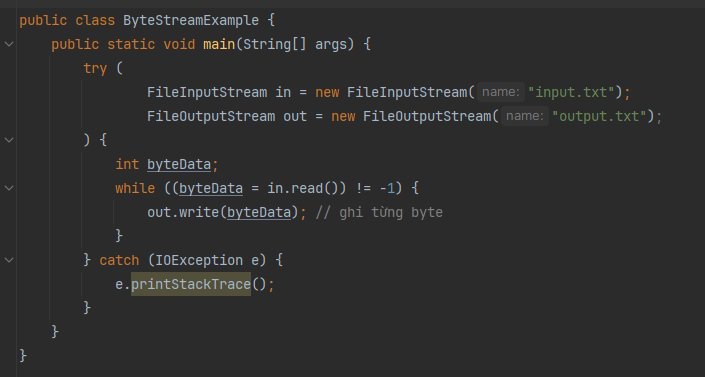 public class ByteStreamExample {
public static void main(String[] args) {
try (
FileInputStream in = new FileInputStream( name: "input.txt");
FileOutputStream out = new FileOutputStream( name: "output.txt");
) {
int byteData;
while ((byteData = in.read()) != -1) {
out.write(byteData); // ghi từng byte
}
} catch (IOException e) {
e.printStackTrace();
}
}
}